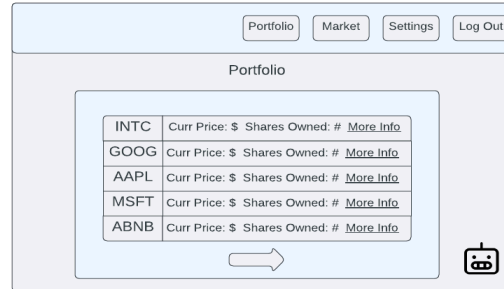 Portfolio Market Settings Log Out
Portfolio
INTC Curr Price: $ Shares Owned: # More Info
GOOG Curr Price: $ Shares Owned: # More Info
AAPL Curr Price: $ Shares Owned: # More Info
MSFT Curr Price: $ Shares Owned: # More Info
ABNB Curr Price: $ Shares Owned: # More Info